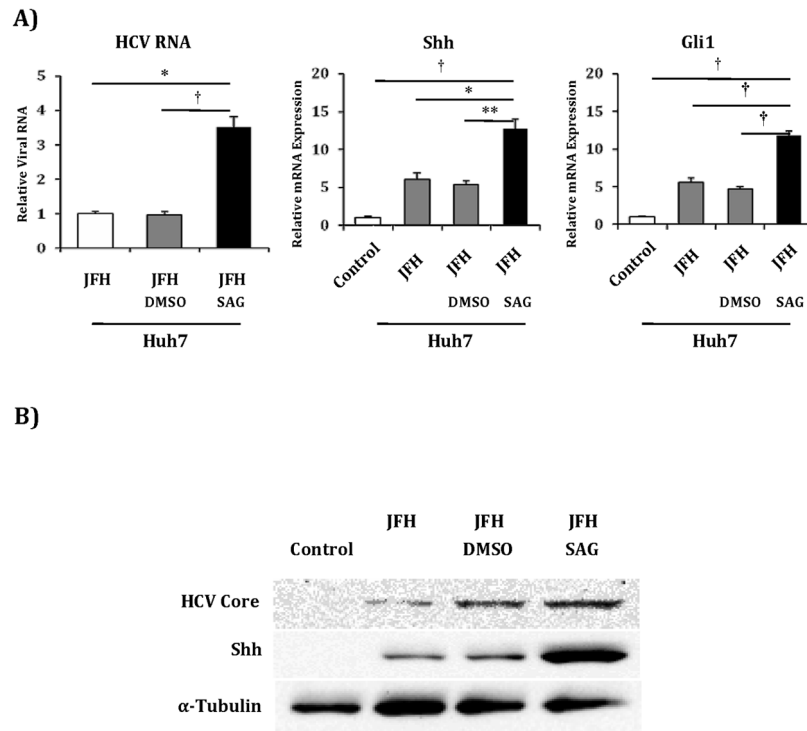 A)
HCV RNA
Relative Viral RNA
5
4
3
2
1
0
*
†
JFH
JFH
DMSO
JFH
SAG
Huh7
Shh
Relative mRNA Expression
20
15
10
5
0
†
*
**
Control
JFH
JFH
DMSO
JFH
SAG
Huh7
Gli1
Relative mRNA Expression
20
15
10
5
0
†
†
†
Control
JFH
JFH
DMSO
JFH
SAG
Huh7
B)
JFH JFH JFH
Control DMSO SAG
HCV Core
Shh
α-Tubulin